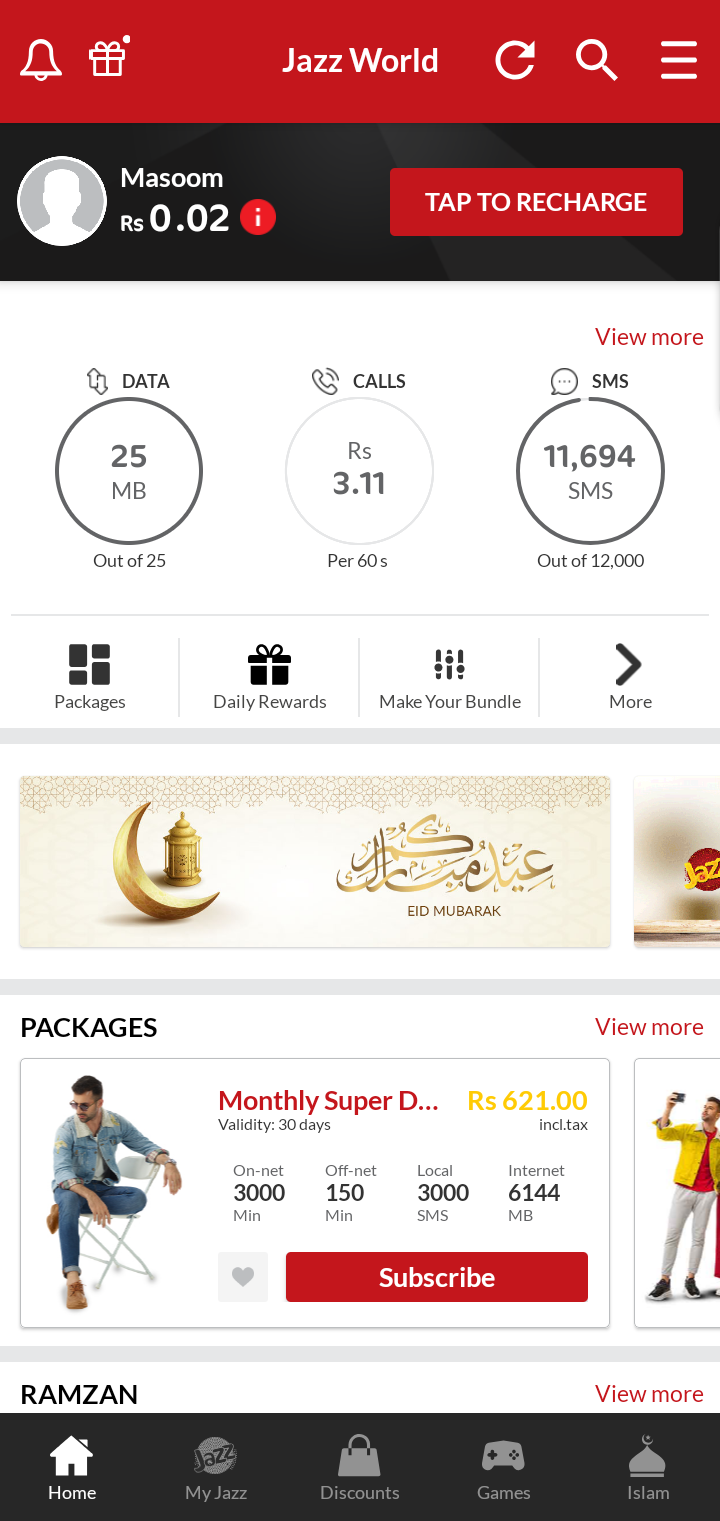 Jazz World
Masoom
Rs 0.02
TAP TO RECHARGE
View more
DATA
CALLS
SMS
25
MB
Rs
3.11
11,694
SMS
Out of 25
Per 60 s
Out of 12,000
Packages
Daily Rewards
Make Your Bundle
More
عيد مبارك
كم
EID MUBARAK
Jazz
PACKAGES
View more
Monthly Super D...
Rs 621.00
Validity: 30 days
incl.tax
On-net
Off-net
Local
Internet
3000
150
3000
6144
Min
Min
SMS
MB
Subscribe
RAMZAN
View more
Jazz
Home
My Jazz
Discounts
Games
Islam